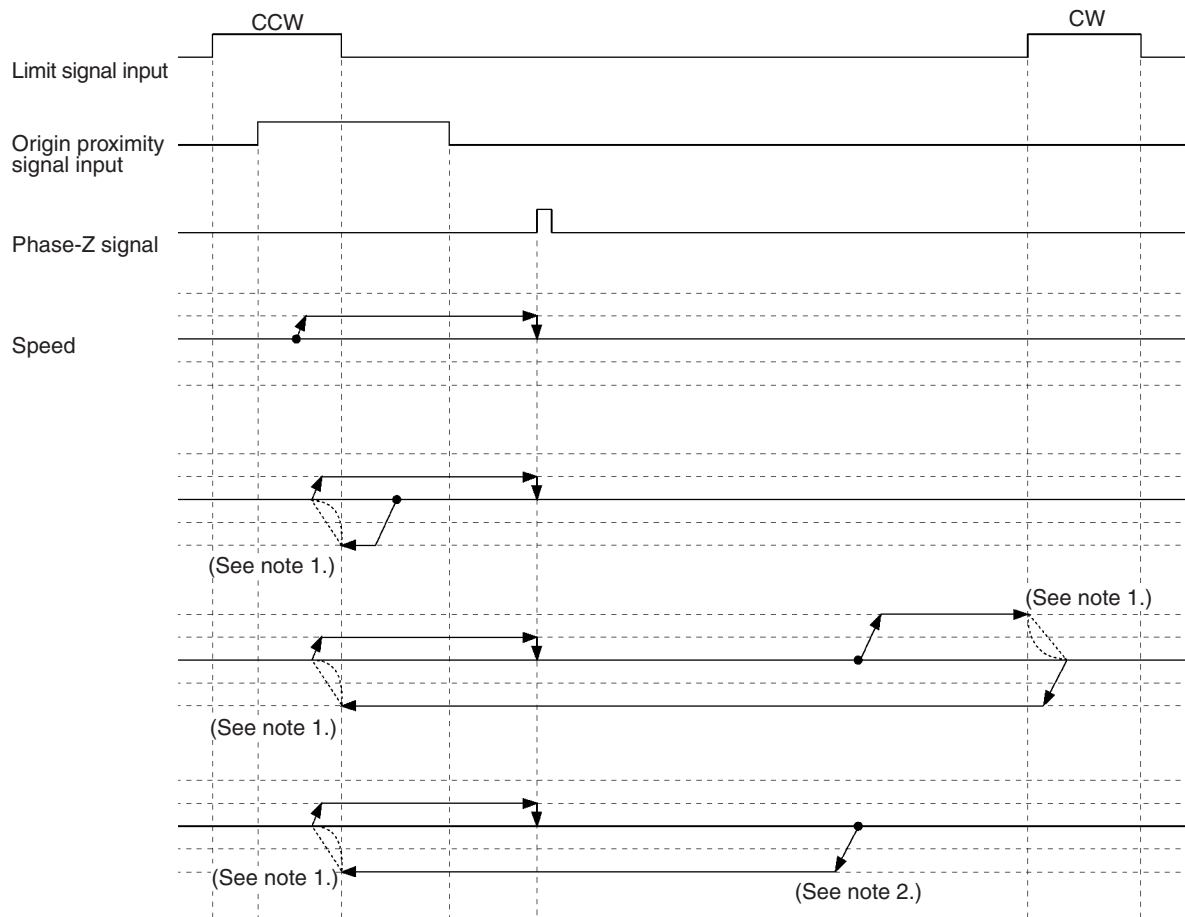 CCW
CW
Limit signal input
Origin proximity
signal input
Phase-Z signal
Speed
(See note 1.)
(See note 1.)
(See note 1.)
(See note 1.)
(See note 2.)